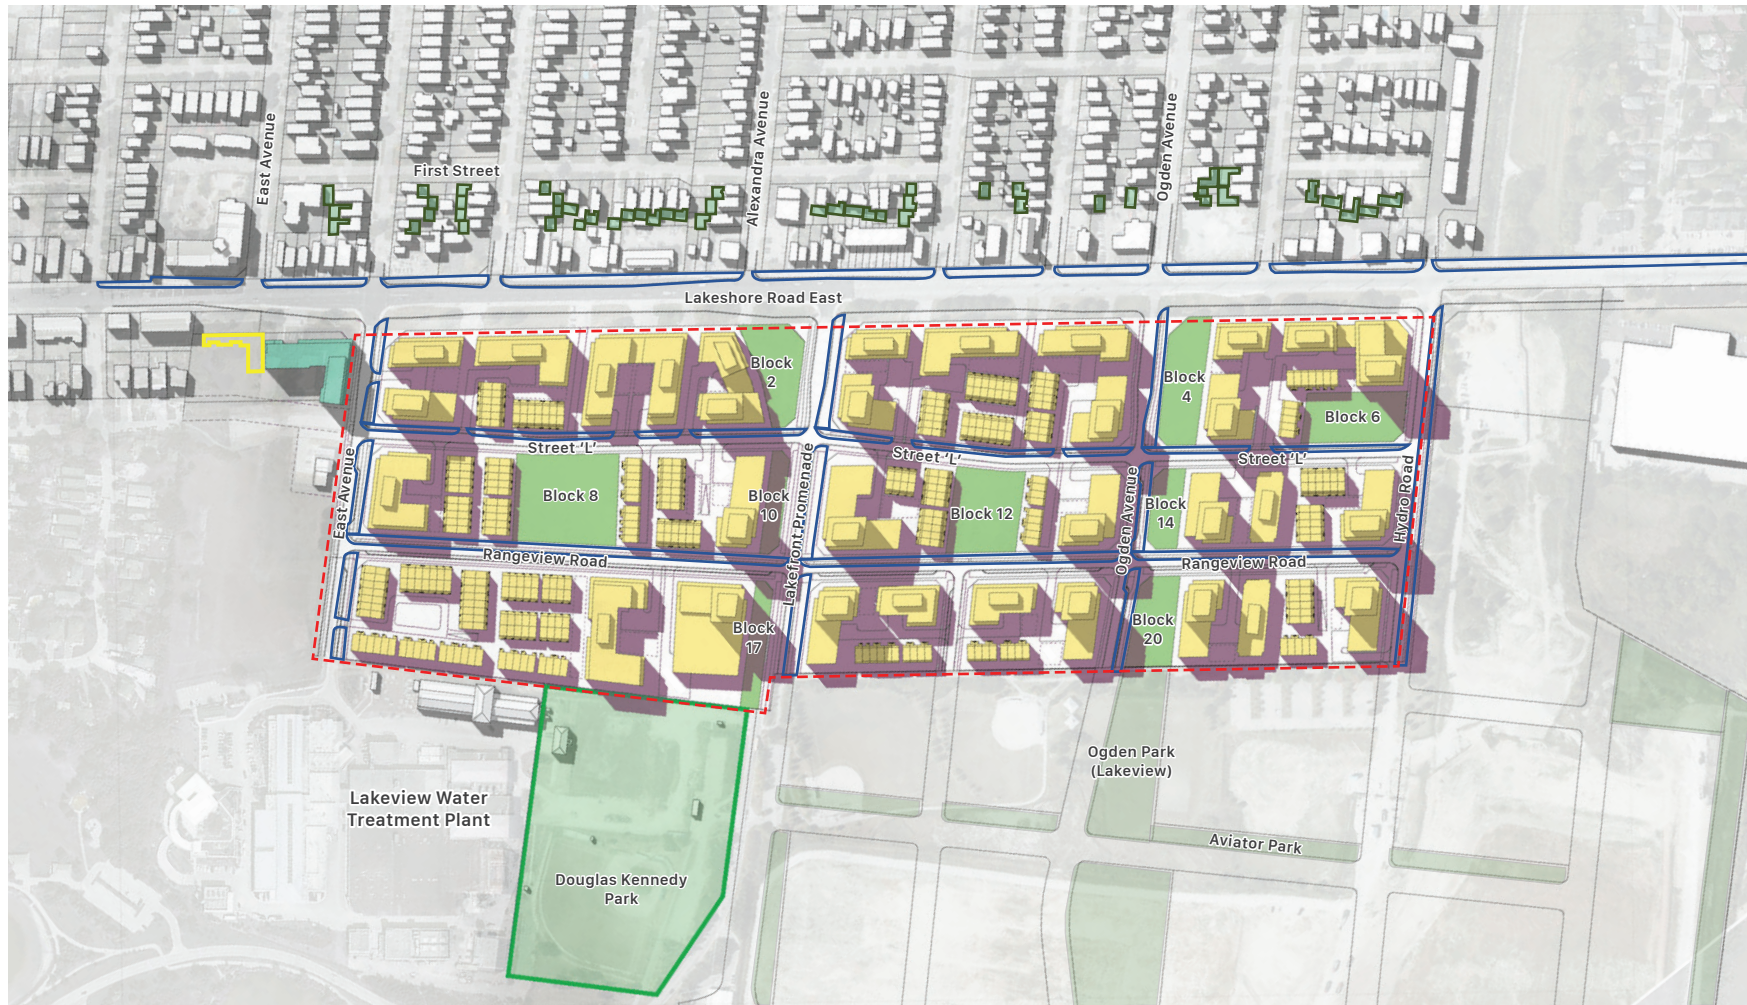 First Street
East Avenue
Alexandra Avenue
Ogden Avenue
Lakeshore Road East
Block
2
Block
4
Block 6
Street ‘L’
Street ‘L’
Street ‘L’
East Avenue
Block 8
Block
10
Lakefront Promenade
Block 12
Ogden Avenue
Block
14
Hydro Road
Rangeview Road
Rangeview Road
Block
17
Block
20
Ogden Park
(Lakeview)
Lakeview Water
Treatment Plant
Aviator Park
Douglas Kennedy
Park